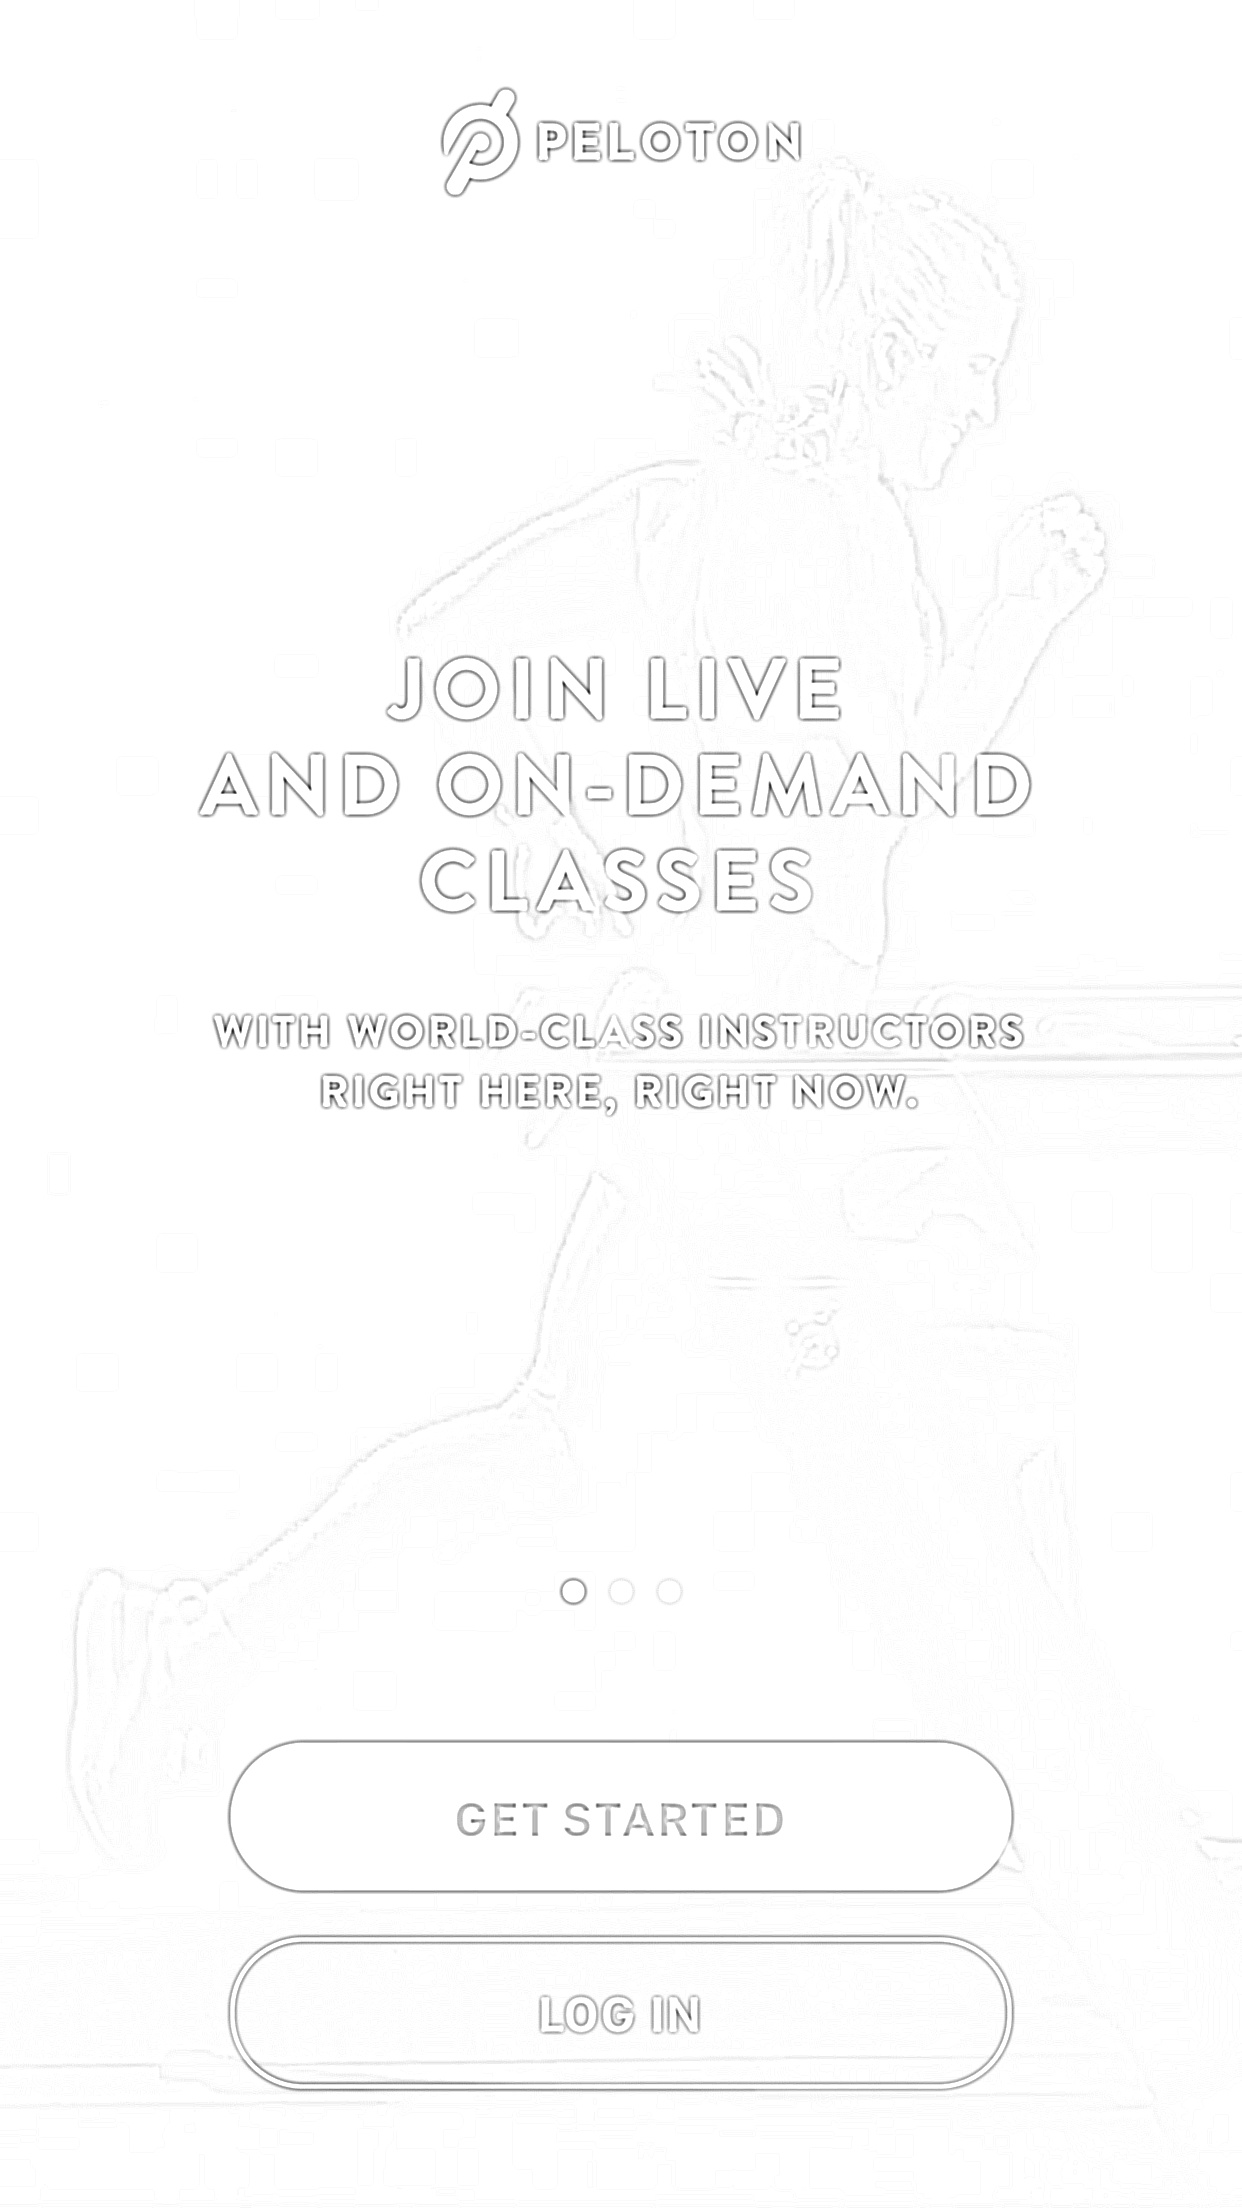 PELOTON
JOIN LIVE
AND ON-DEMAND
CLASSES
WITH WORLD-CLASS INSTRUCTORS
RIGHT HERE, RIGHT NOW.
GET STARTED
LOG IN